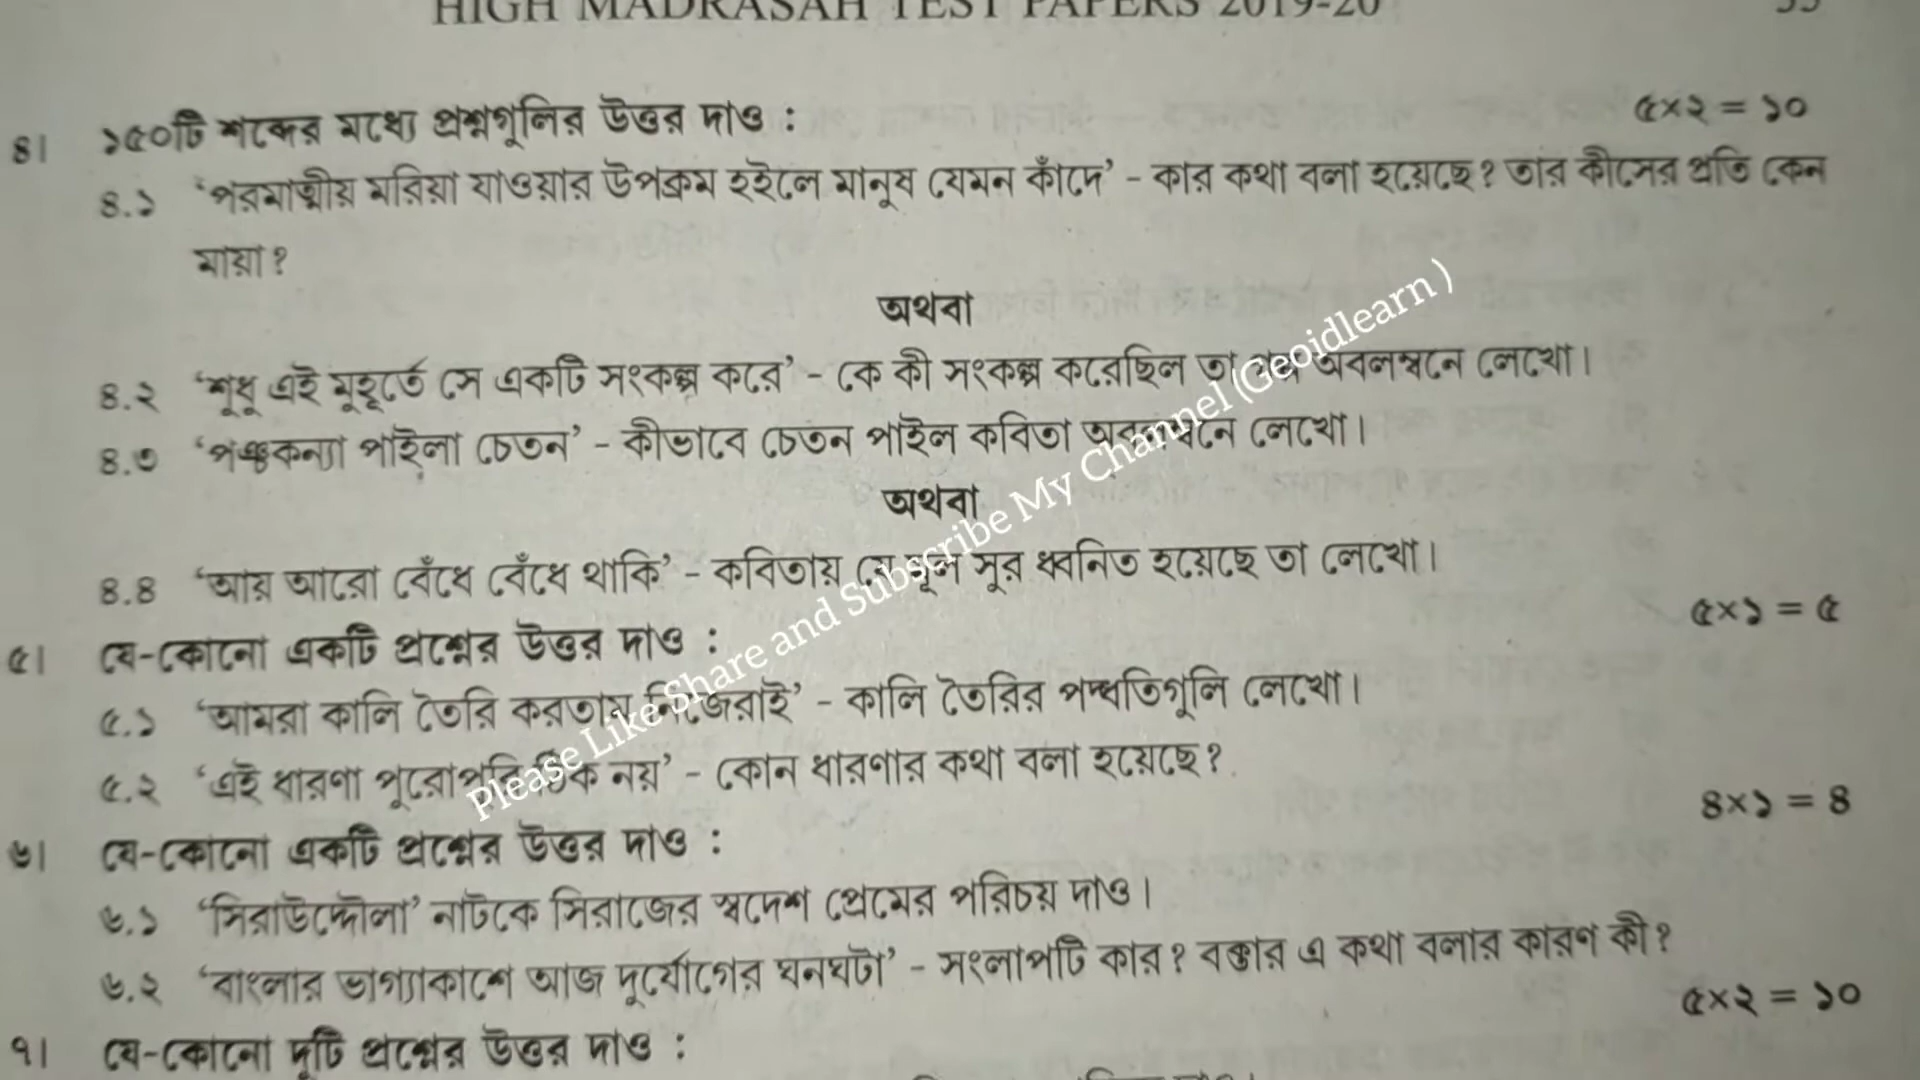 HIGH MADRASAH TEST PAPERS 2019-20
৪। ১৫০টি শব্দের মধ্যে প্রশ্নগুলির উত্তর দাও : ৫×২ = ১০
৪.১ ‘পরমাত্মীয় মরিয়া যাওয়ার উপক্রম হইলে মানুষ যেমন কাঁদে’ - কার কথা বলা হয়েছে? তার কীসের প্রতি কেন
মায়া?
অথবা
৪.২ ‘শুধু এই মুহূর্তে সে একটি সংকল্প করে’ - কে কী সংকল্প করেছিল তা অবলম্বনে লেখো।
৪.৩ ‘পঞ্চকন্যা পাইলা চেতন’ - কীভাবে চেতন পাইল কবিতা অবলম্বনে লেখো।
অথবা
৪.৪ ‘আয় আরো বেঁধে বেঁধে থাকি’ - কবিতায় যে মূল সুর ধ্বনিত হয়েছে তা লেখো।
৫। যে-কোনো একটি প্রশ্নের উত্তর দাও : ৫×১ = ৫
৫.১ ‘আমরা কালি তৈরি করতাম নিজেরাই’ - কালি তৈরির পদ্ধতিগুলি লেখো।
৫.২ ‘এই ধারণা পুরোপুরি ঠিক নয়’ - কোন ধারণার কথা বলা হয়েছে?
৬। যে-কোনো একটি প্রশ্নের উত্তর দাও : ৪×১ = ৪
৬.১ ‘সিরাউদ্দৌলা’ নাটকে সিরাজের স্বদেশ প্রেমের পরিচয় দাও।
৬.২ ‘বাংলার ভাগ্যাকাশে আজ দুর্যোগের ঘনঘটা’ - সংলাপটি কার? বক্তার এ কথা বলার কারণ কী?
৭। যে-কোনো দুটি প্রশ্নের উত্তর দাও : ৫×২ = ১০
Please Like Share and Subscribe My Channel (Geoidlearn )